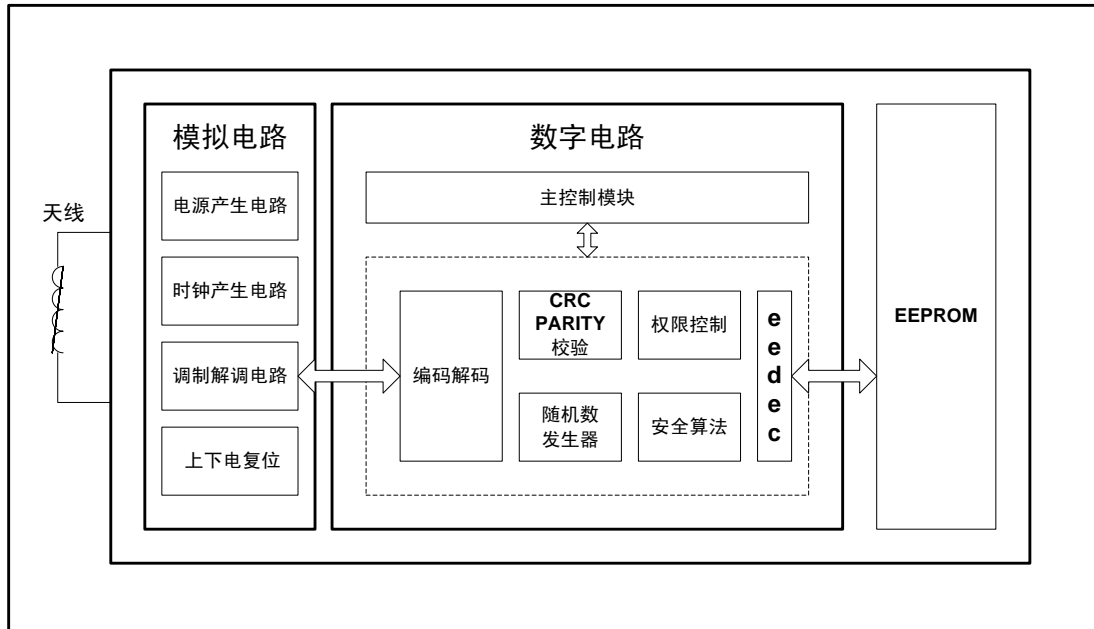 模拟电路
数字电路
电源产生电路
主控制模块
天线
时钟产生电路
CRC
PARITY
校验
权限控制
eedec
EEPROM
调制解调电路
编码解码
随机数
发生器
安全算法
上下电复位